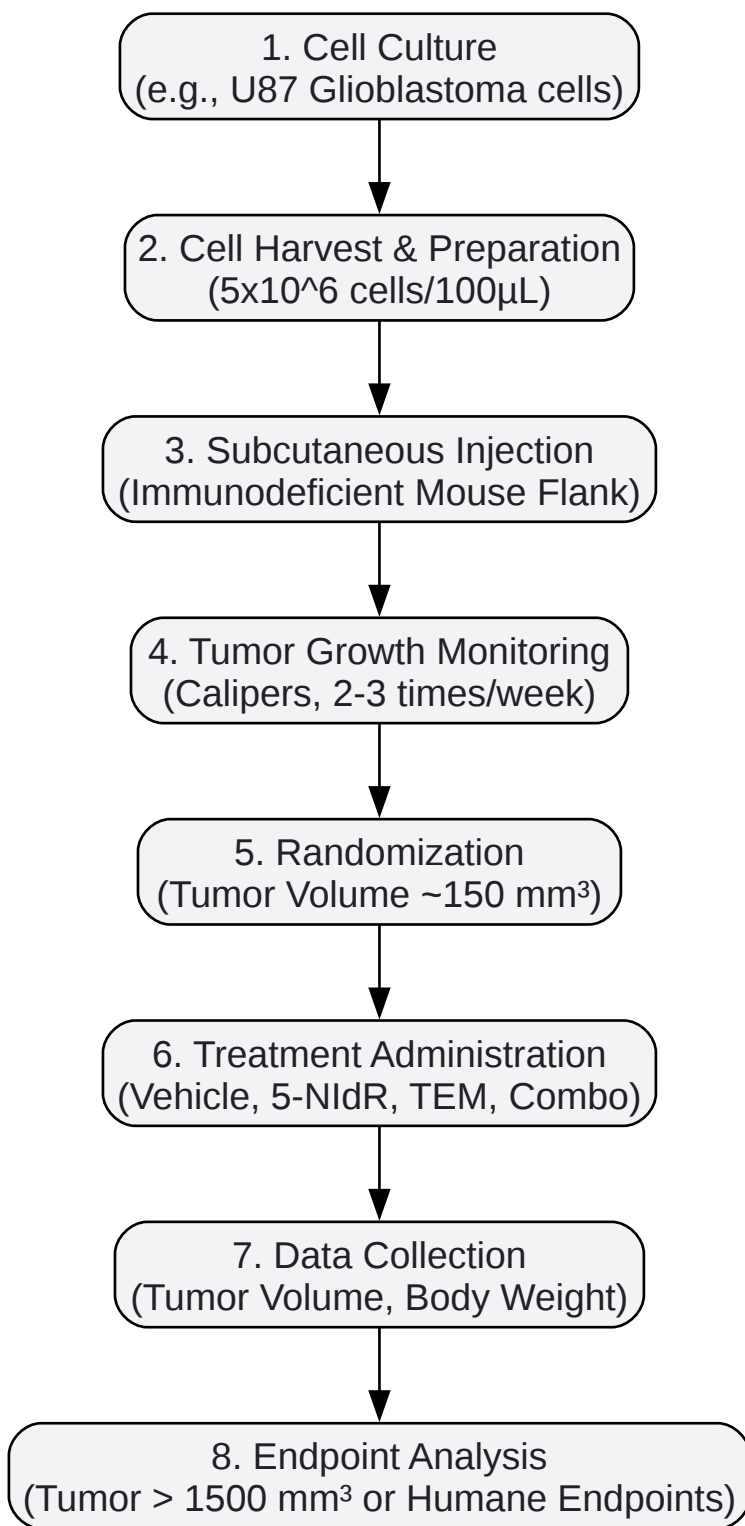 1. Cell Culture
(e.g., U87 Glioblastoma cells)
2. Cell Harvest & Preparation
(5x10^6 cells/100µL)
3. Subcutaneous Injection
(Immunodeficient Mouse Flank)
4. Tumor Growth Monitoring
(Calipers, 2-3 times/week)
5. Randomization
(Tumor Volume ~150 mm³)
6. Treatment Administration
(Vehicle, 5-NIdR, TEM, Combo)
7. Data Collection
(Tumor Volume, Body Weight)
8. Endpoint Analysis
(Tumor > 1500 mm³ or Humane Endpoints)